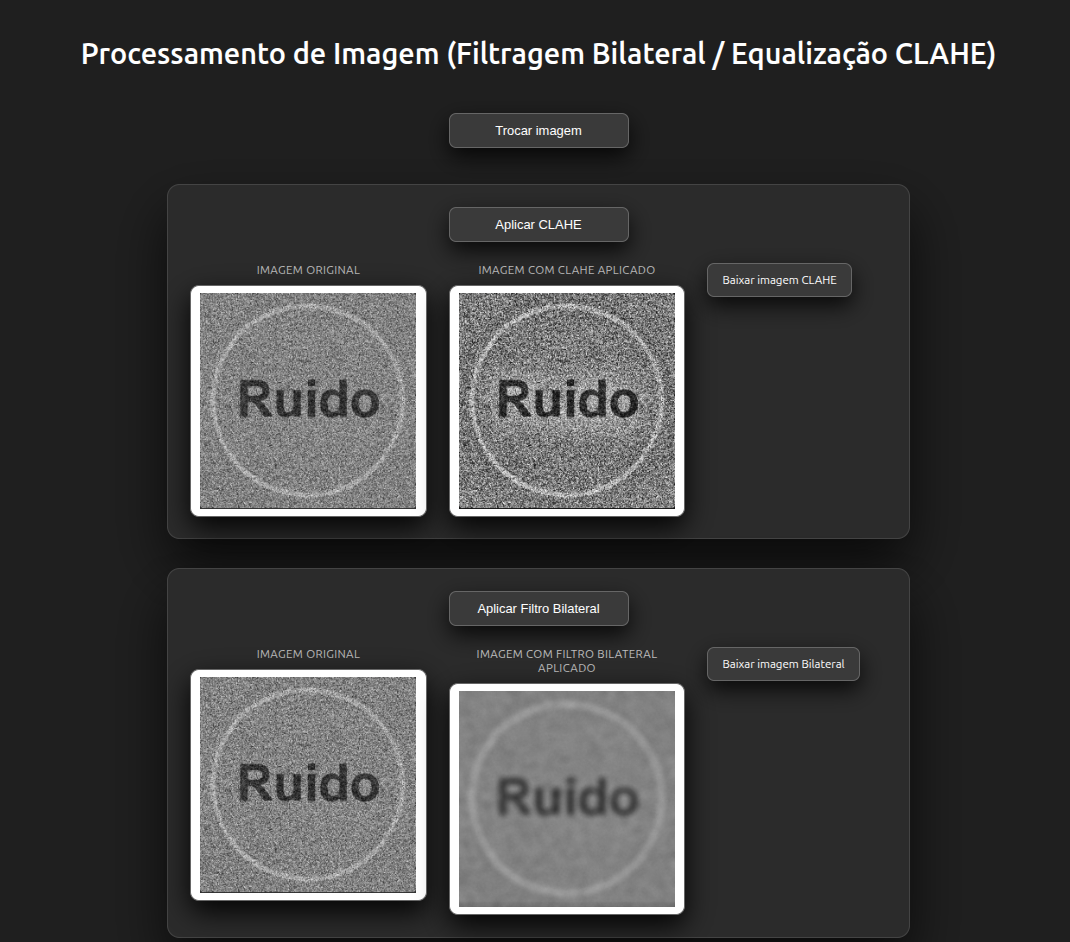 Processamento de Imagem (Filtragem Bilateral / Equalização CLAHE)
Trocar imagem
Aplicar CLAHE
IMAGEM ORIGINAL
IMAGEM COM CLAHE APLICADO
Baixar imagem CLAHE
Ruido
Ruido
Aplicar Filtro Bilateral
IMAGEM ORIGINAL
IMAGEM COM FILTRO BILATERAL
APLICADO
Baixar imagem Bilateral
Ruido
Ruido